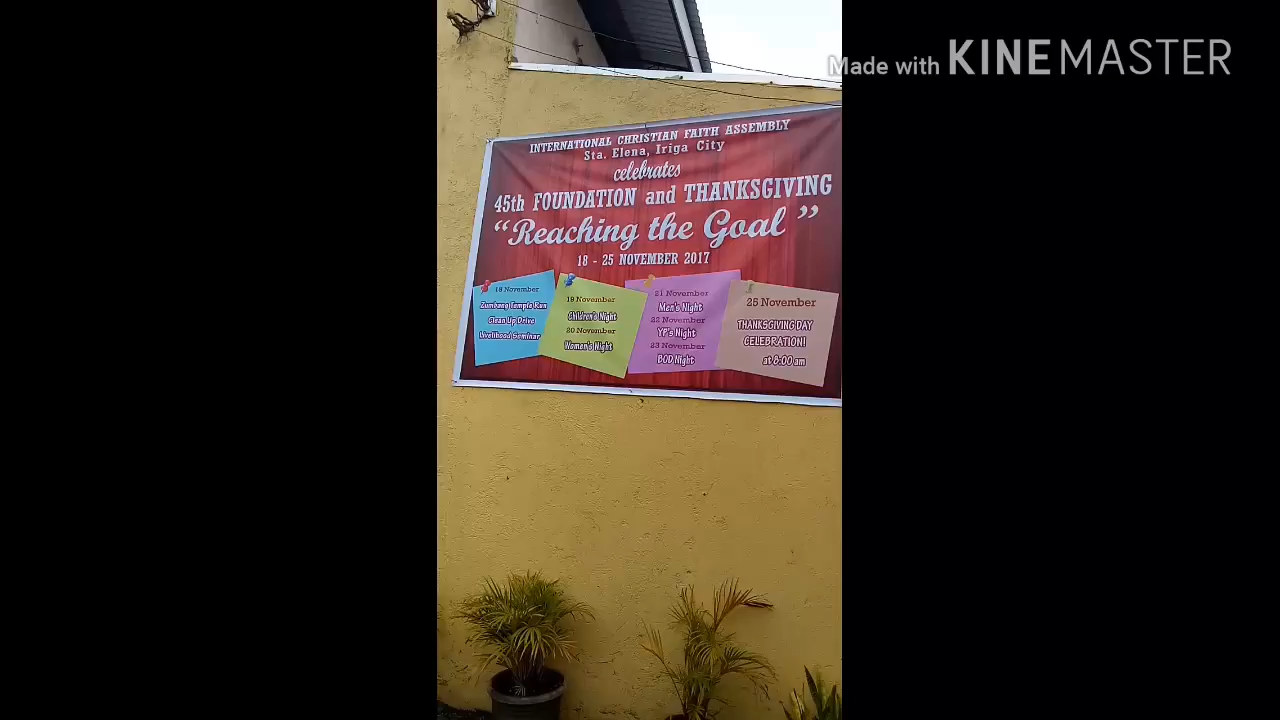 Made with KINEMASTER
INTERNATIONAL CHRISTIAN FAITH ASSEMBLY
Sta. Elena, Iriga City
celebrates
45th FOUNDATION and THANKSGIVING
“Reaching the Goal”
18 - 25 NOVEMBER 2017
18 November
Zumbang Temple Run
Clean Up Drive
Livelihood Seminar
19 November
Children's Night
20 November
Women's Night
21 November
Men's Night
22 November
YP's Night
23 November
BOD Night
25 November
THANKSGIVING DAY
CELEBRATION!
at 8:00 am